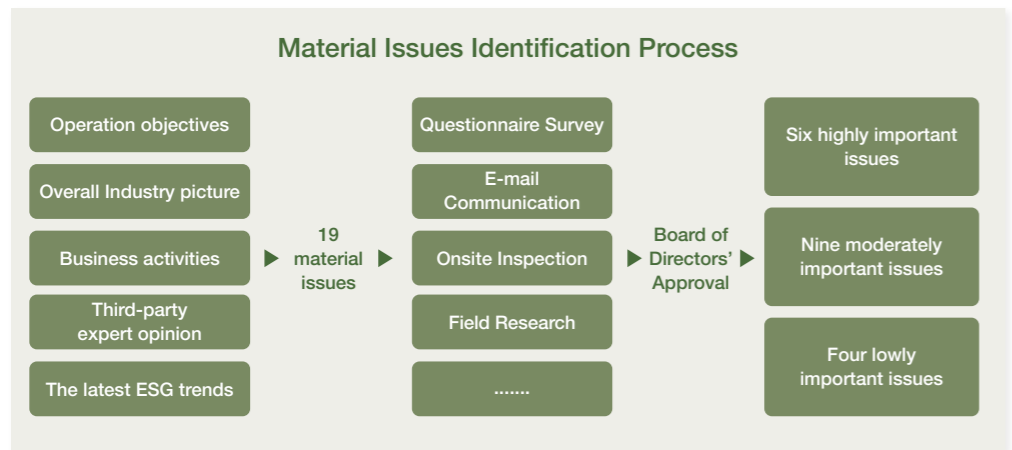 Material Issues Identification Process
Operation objectives
Overall Industry picture
Business activities
Third-party
expert opinion
The latest ESG trends
19
material
issues
Questionnaire Survey
E-mail
Communication
Onsite Inspection
Field Research
.......
Board of
Directors’
Approval
Six highly important
issues
Nine moderately
important issues
Four lowly
important issues